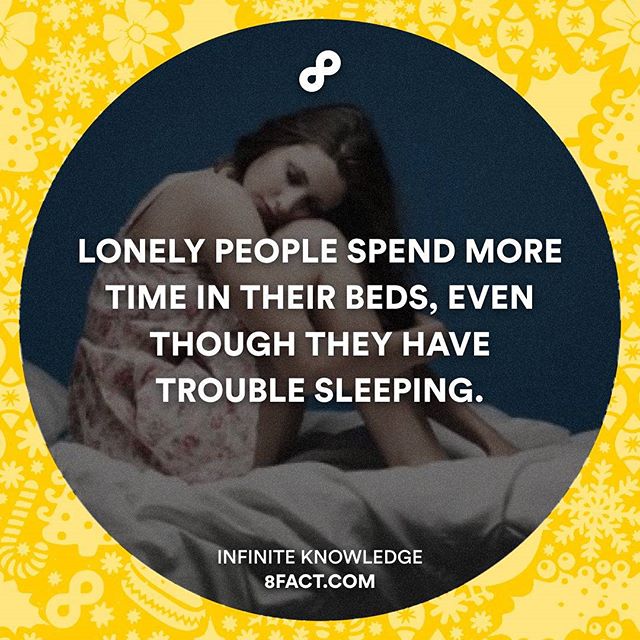 LONELY PEOPLE SPEND MORE
TIME IN THEIR BEDS, EVEN
THOUGH THEY HAVE
TROUBLE SLEEPING.
INFINITE KNOWLEDGE
8FACT.COM